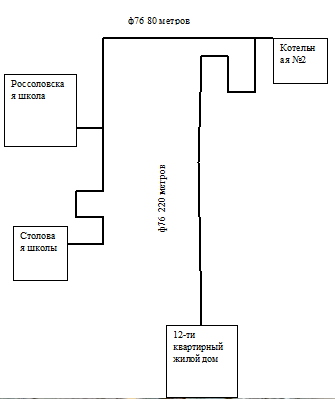 ф76 80 метров
Котельн
ая №2
Россоловска
я школа
ф76 220 метров
Столова
я школы
12-ти
квартирный
жилой дом